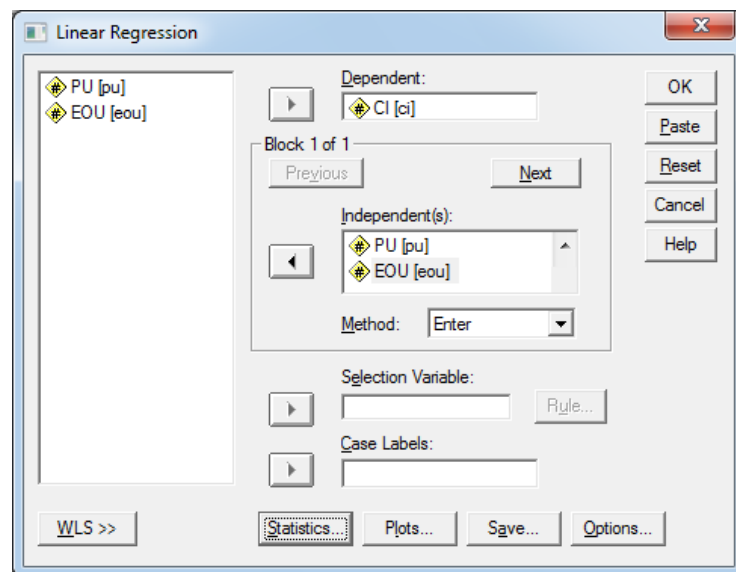 Linear Regression
PU [pu]
EOU [eou]
Dependent:
CI [ci]
Block 1 of 1
Previous
Next
Independent(s):
PU [pu]
EOU [eou]
Method: Enter
Selection Variable:
Rule...
Case Labels:
WLS >>
Statistics...
Plots...
Save...
Options...
OK
Paste
Reset
Cancel
Help